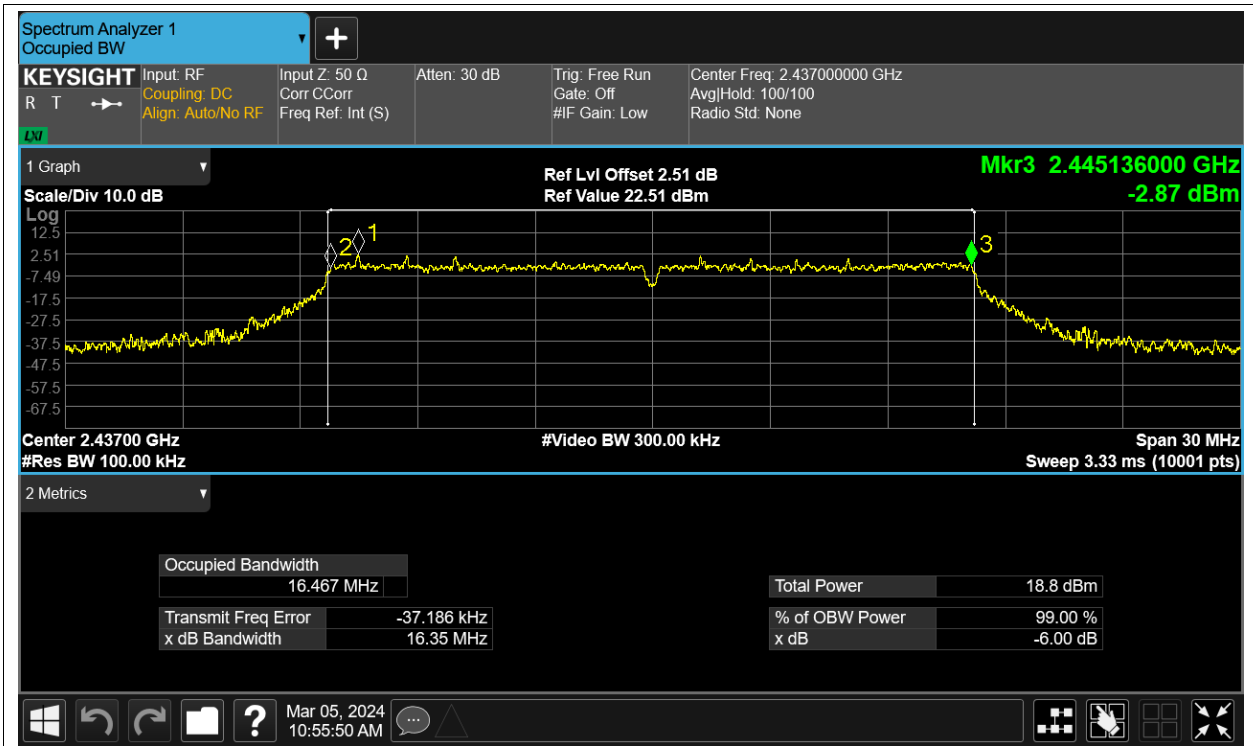 Spectrum Analyzer 1
Occupied BW
KEYSIGHT
R T
LXI
Input: RF
Coupling: DC
Align: Auto/No RF
Input Z: 50 Ω
Corr CCorr
Freq Ref: Int (S)
Atten: 30 dB
Trig: Free Run
Gate: Off
#IF Gain: Low
Center Freq: 2.437000000 GHz
Avg|Hold: 100/100
Radio Std: None
1 Graph
Scale/Div 10.0 dB
Ref Lvl Offset 2.51 dB
Ref Value 22.51 dBm
Mkr3 2.445136000 GHz
-2.87 dBm
Log
12.5
2.51
-7.49
-17.5
-27.5
-37.5
-47.5
-57.5
-67.5
2
1
3
Center 2.43700 GHz
#Video BW 300.00 kHz
Span 30 MHz
#Res BW 100.00 kHz
Sweep 3.33 ms (10001 pts)
2 Metrics
Occupied Bandwidth
16.467 MHz
Total Power 18.8 dBm
Transmit Freq Error -37.186 kHz
% of OBW Power 99.00 %
x dB Bandwidth 16.35 MHz
x dB -6.00 dB
?
Mar 05, 2024
10:55:50 AM